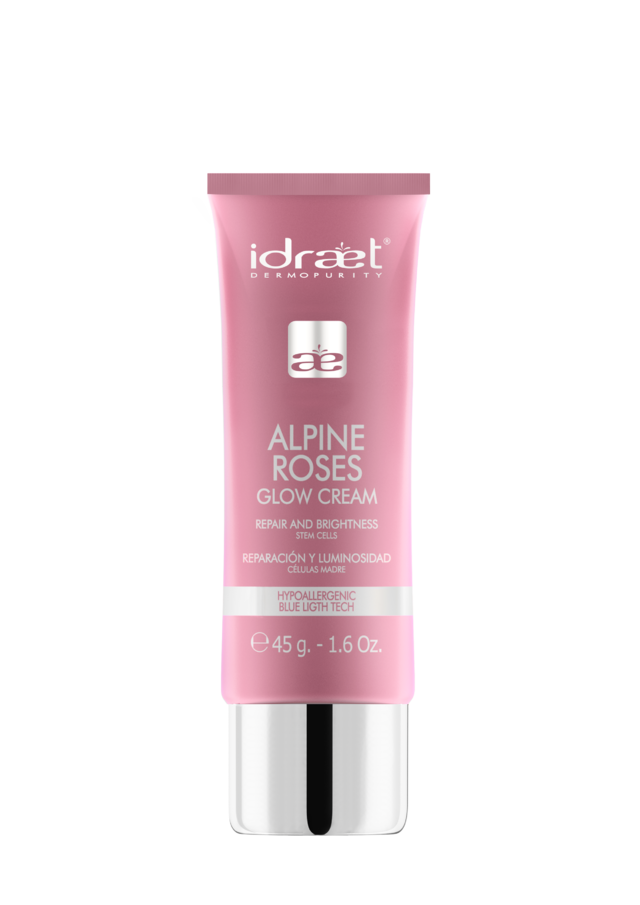 idraet®
DERMOPURITY
ae
ALPINE
ROSES
GLOW CREAM
REPAIR AND BRIGHTNESS
STEM CELLS
REPARACIÓN Y LUMINOSIDAD
CÉLULAS MADRE
HYPOALLERGENIC
BLUE LIGTH TECH
℮ 45 g. - 1.6 Oz.